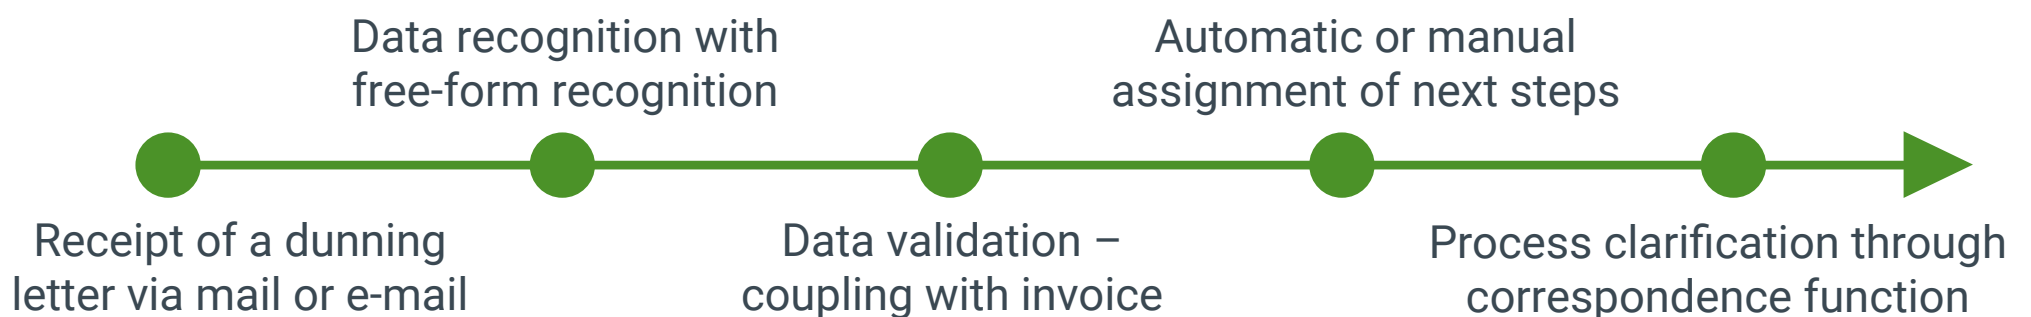 Data recognition with
free-form recognition
Automatic or manual
assignment of next steps
Receipt of a dunning
letter via mail or e-mail
Data validation –
coupling with invoice
Process clarification through
correspondence function